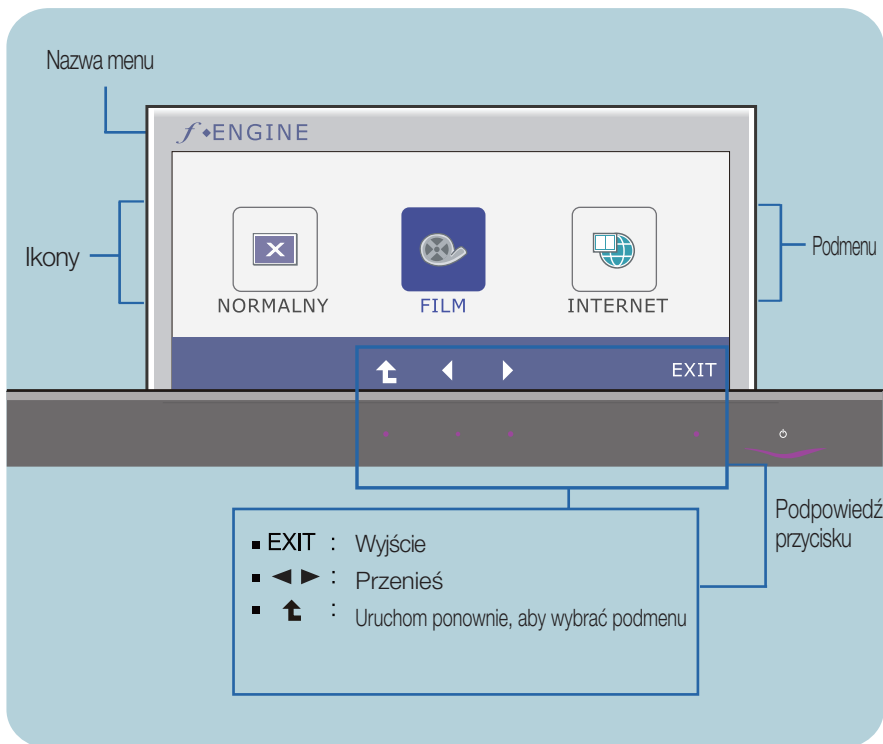 Nazwa menu
f◆ENGINE
Ikony
Podmenu
NORMALNY
FILM
INTERNET
EXIT
Podpowiedź
przycisku
▪ EXIT : Wyjście
▪ ◄ ► : Przenieś
▪ : Uruchom ponownie, aby wybrać podmenu